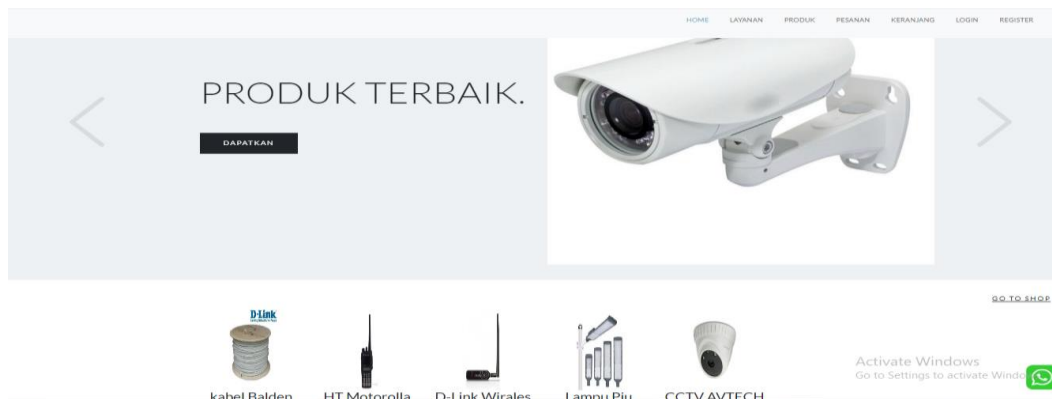 HOME LAYANAN PRODUK PESANAN KERANJANG LOGIN REGISTER
PRODUK TERBAIK.
DAPATKAN
GO TO SHOP
D-Link
kabel Balden HT Motorolla D-Link Wirales Lampu Pju CCTV AVTECH
Activate Windows
Go to Settings to activate Windo